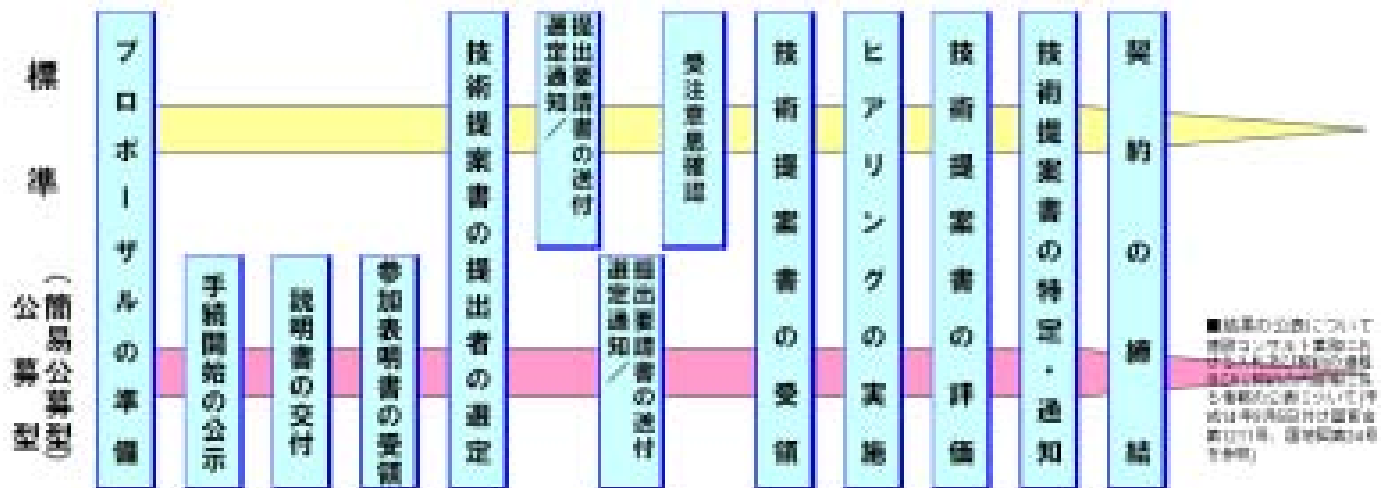 標準
公募型
(簡易公募型)
プロポーザルの準備
手続開始の公示
説明書の交付
参加表明書の受領
技術提案書の提出者の選定
選定通知/
提出要請書の送付
選定通知/
提出要請書の送付
受注意思確認
技術提案書の受領
ヒアリングの実施
技術提案書の評価
技術提案書の特定・通知
契約の締結
■結果の公表について